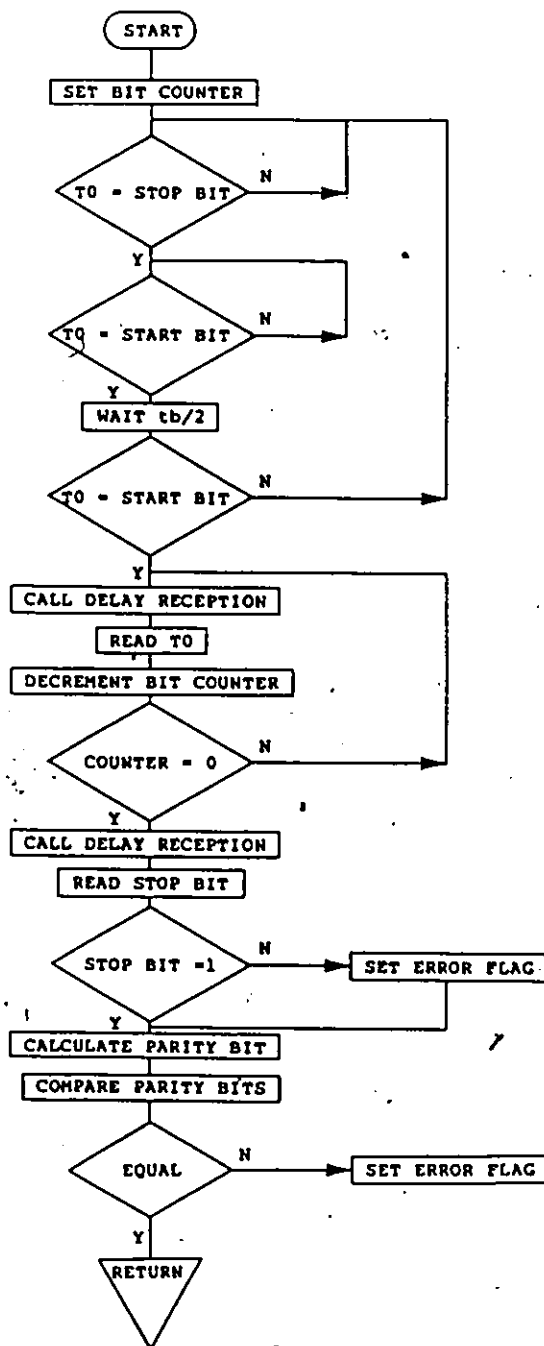 START
SET BIT COUNTER
T0 = STOP BIT
N
Y
T0 = START BIT
N
Y
WAIT tb/2
T0 = START BIT
N
Y
CALL DELAY RECEPTION
READ T0
DECREMENT BIT COUNTER
COUNTER = 0
N
Y
CALL DELAY RECEPTION
READ STOP BIT
STOP BIT =1
N
SET ERROR FLAG
Y
CALCULATE PARITY BIT
COMPARE PARITY BITS
EQUAL
N
SET ERROR FLAG
Y
RETURN